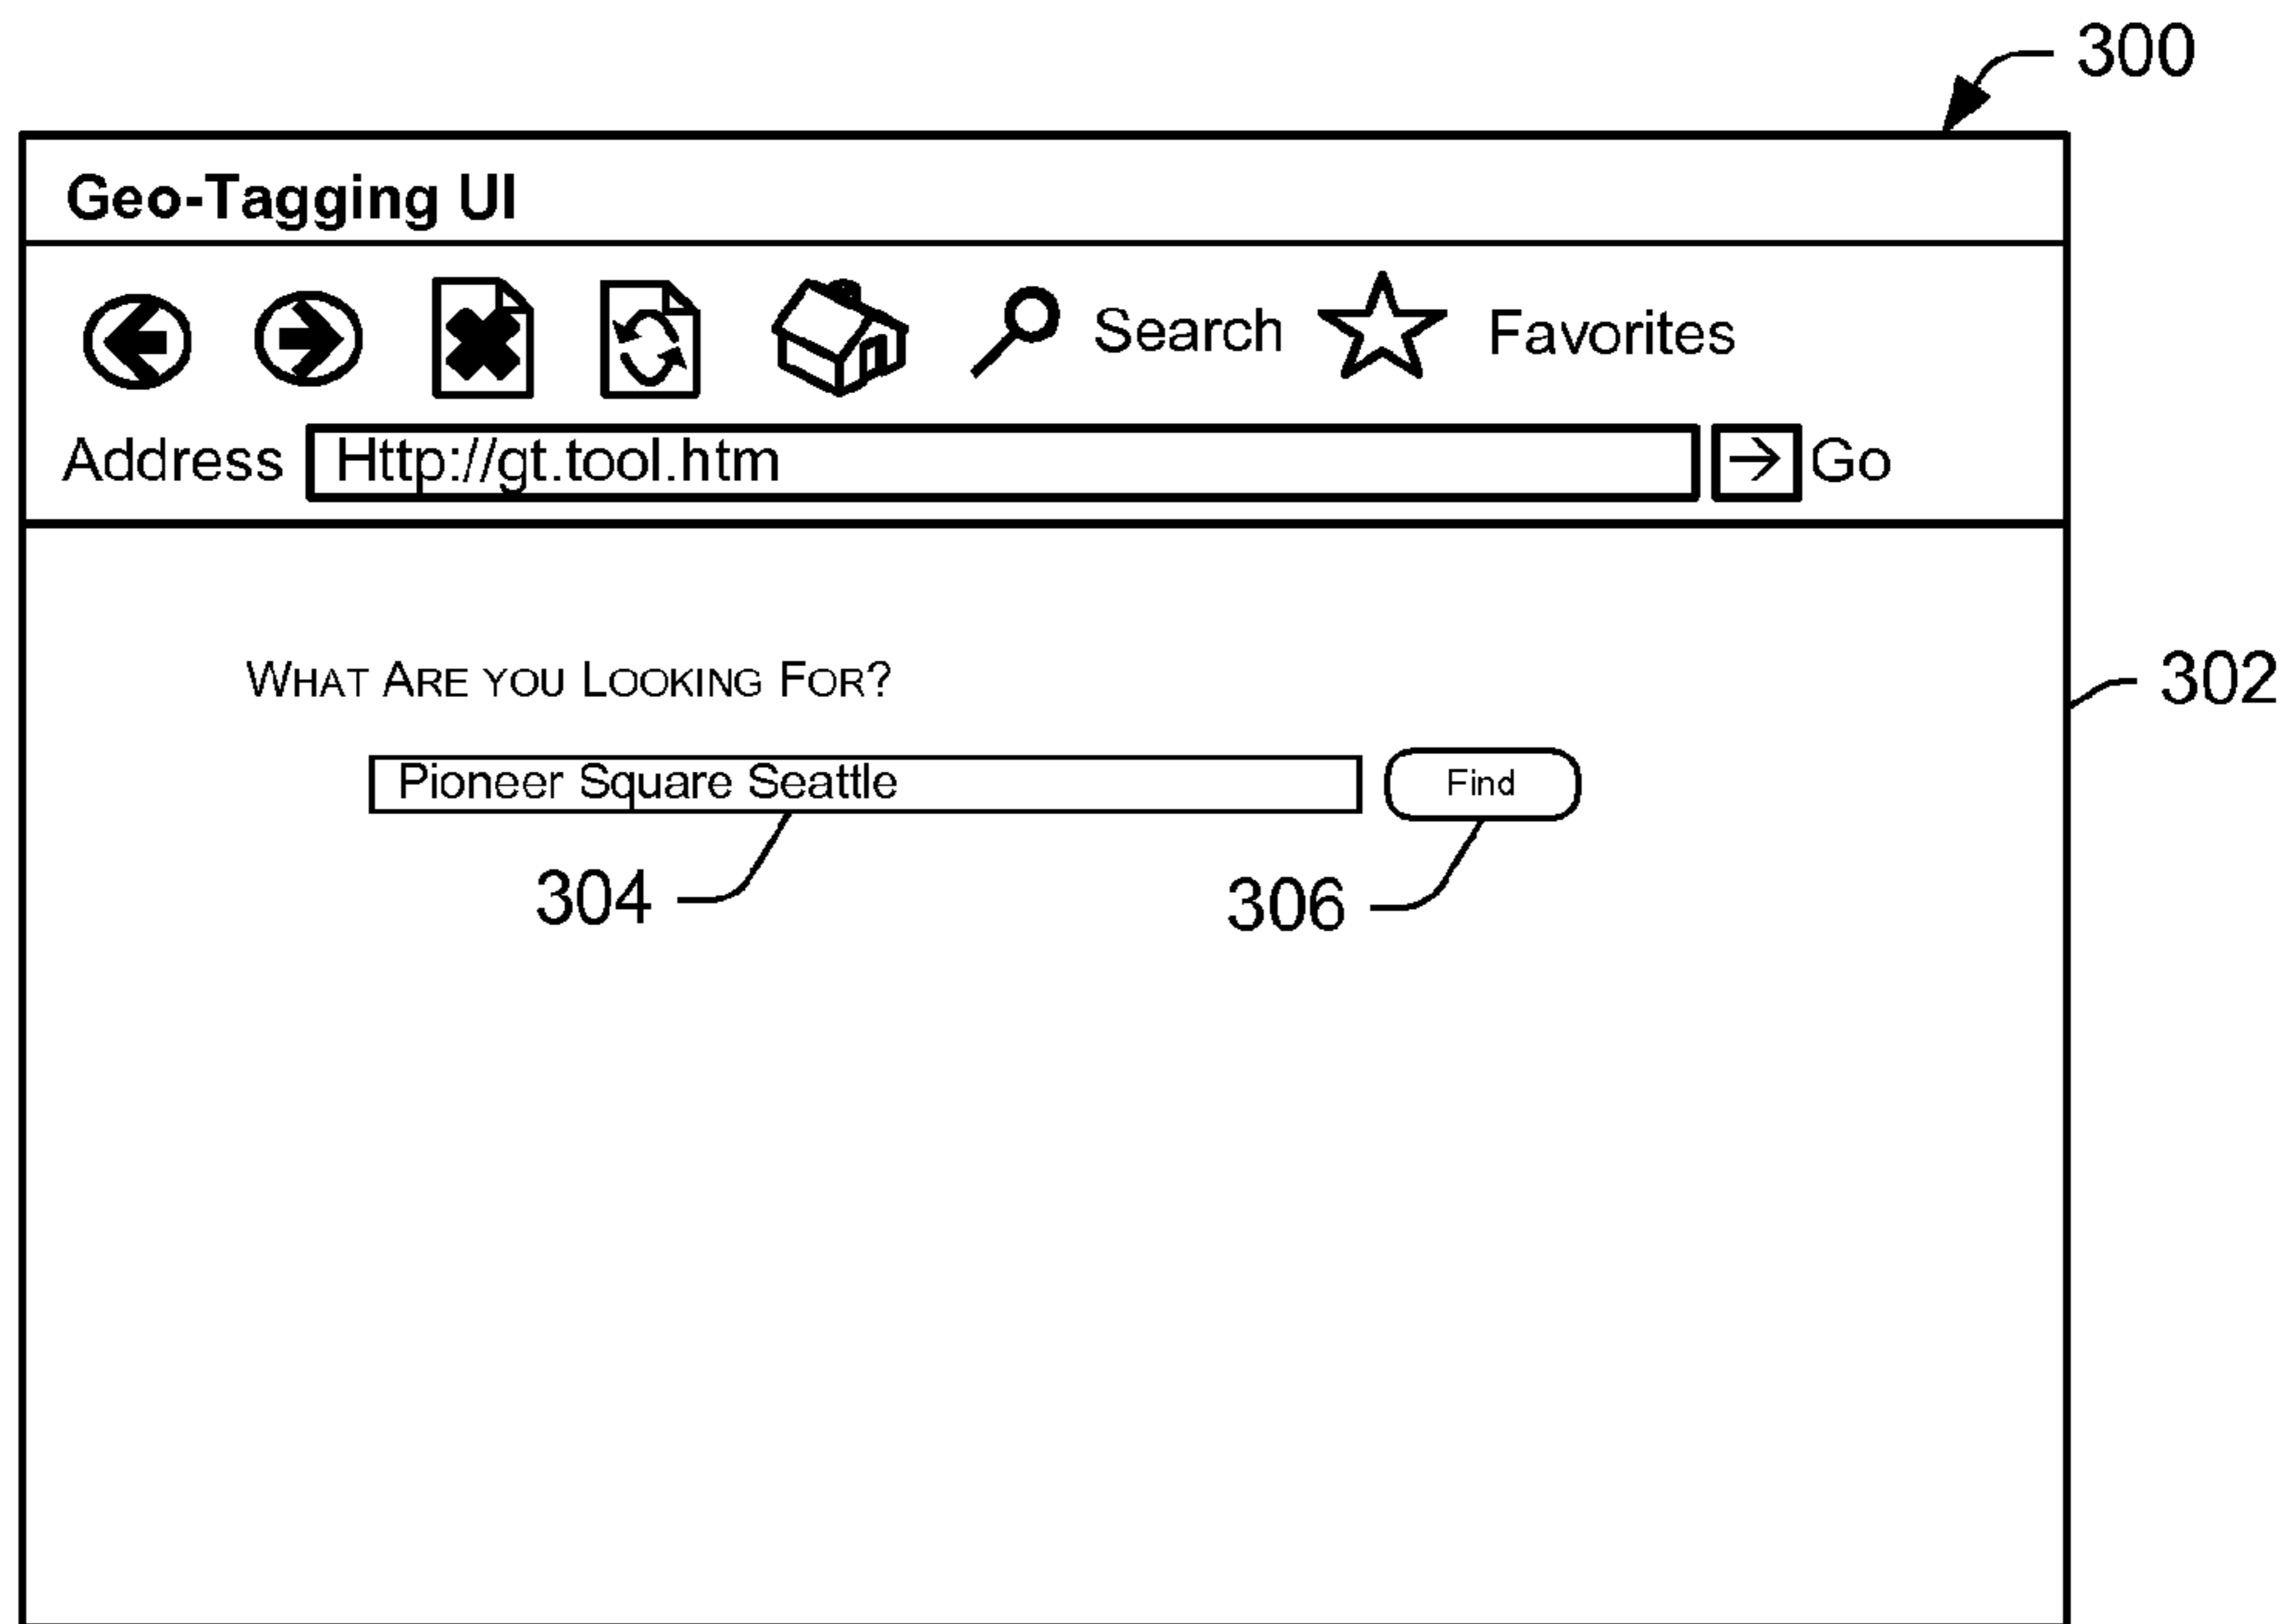 300
Geo-Tagging UI
Search Favorites
Address Http://gt.tool.htm Go
WHAT ARE YOU LOOKING FOR?
302
Pioneer Square Seattle Find
304 306